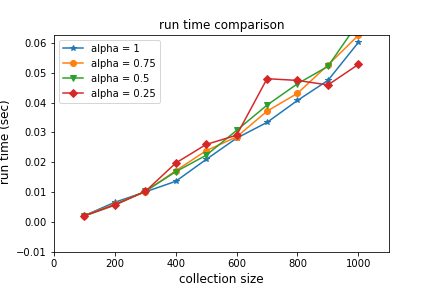 run time comparison
alpha = 1
alpha = 0.75
alpha = 0.5
alpha = 0.25
run time (sec)
0.06
0.05
0.04
0.03
0.02
0.01
0.00
−0.01
0 200 400 600 800 1000
collection size